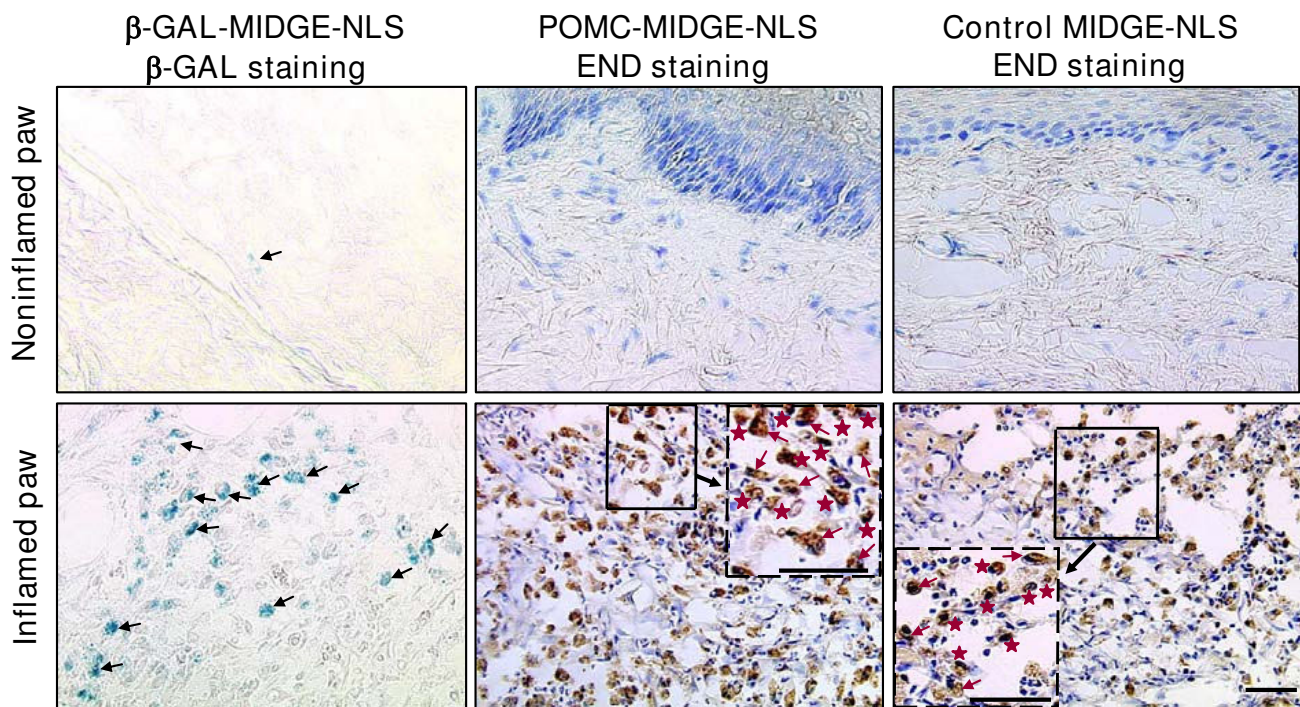 β-GAL-MIDGE-NLS
β-GAL staining
POMC-MIDGE-NLS
END staining
Control MIDGE-NLS
END staining
Noninflamed paw
Inflamed paw